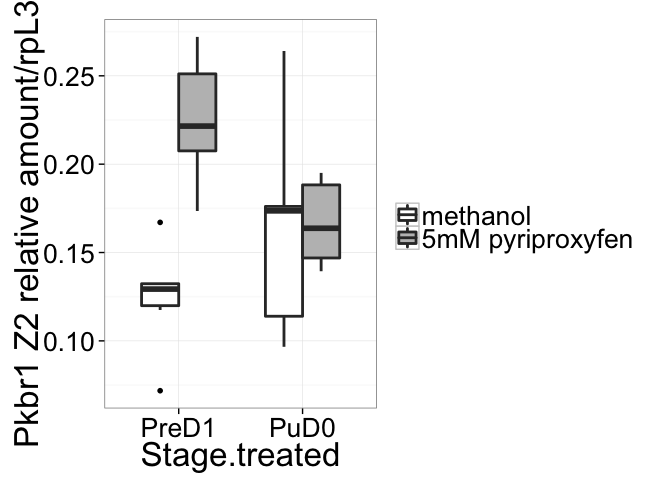 Pkbr1 Z2 relative amount/rpL3
0.25
0.20
0.15
0.10
PreD1 PuD0
Stage.treated
methanol
5mM pyriproxyfen